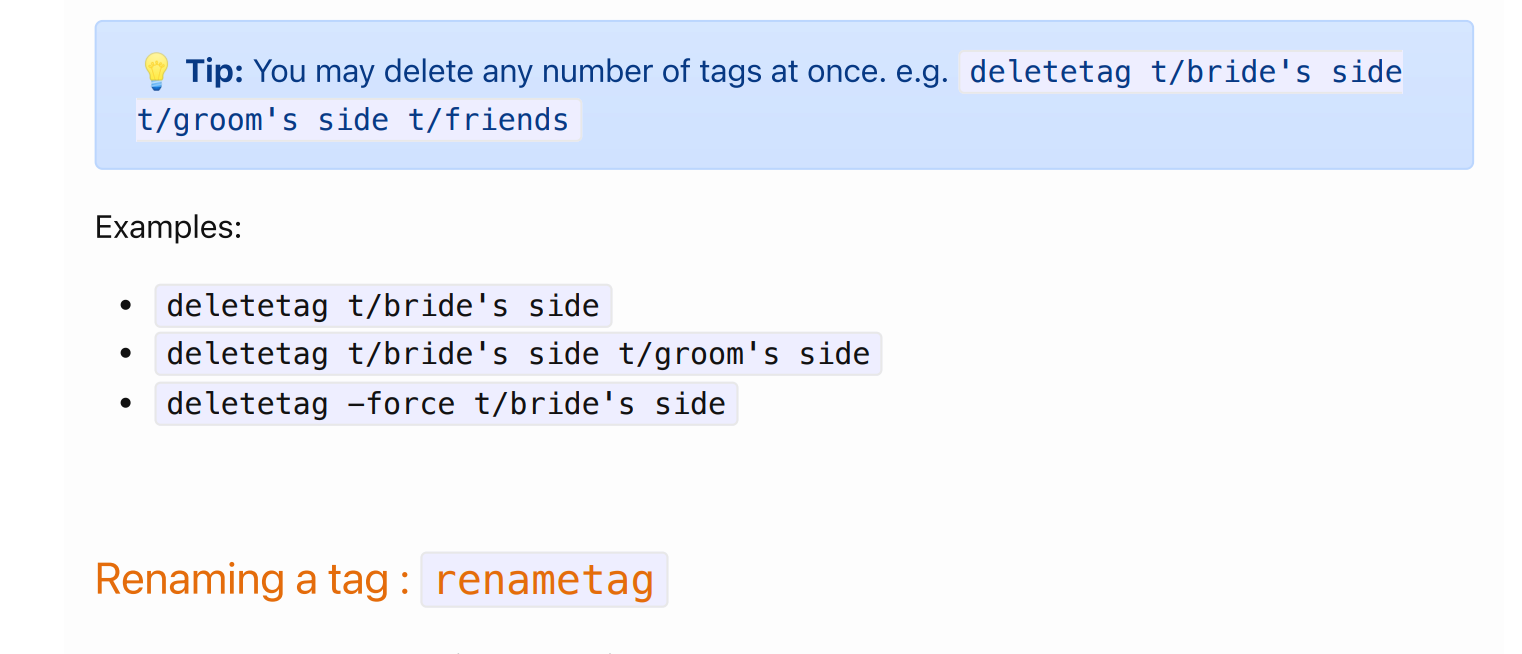 💡 Tip: You may delete any number of tags at once. e.g. deletetag t/bride's side
t/groom's side t/friends
Examples:
• deletetag t/bride's side
• deletetag t/bride's side t/groom's side
• deletetag –force t/bride's side
Renaming a tag : renametag